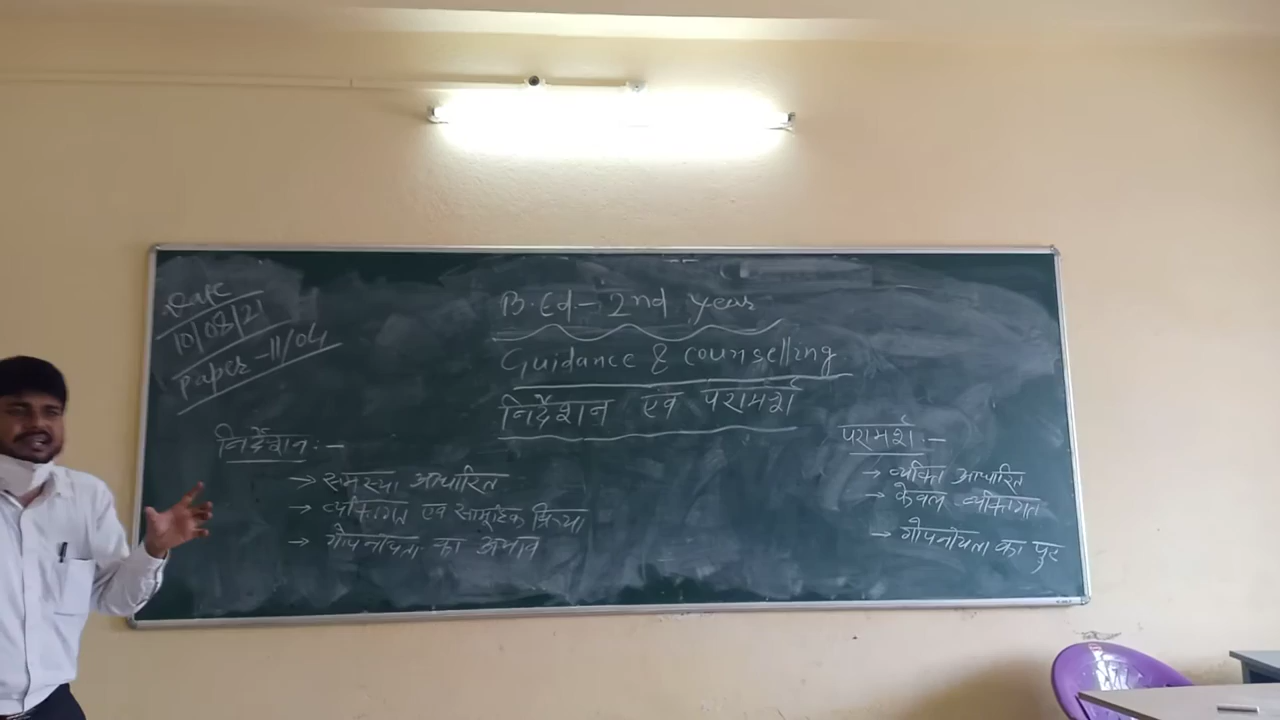 Date
10/08/21
Paper-11/04
B.Ed.- 2nd year
Guidance & counselling
निर्देशन एवं परामर्श
निर्देशन:-
→ समस्या आधारित
→ व्यक्तिगत एवं सामूहिक क्रिया
→ गोपनीयता का अभाव
परामर्श:-
→ व्यक्ति आधारित
→ केवल व्यक्तिगत
→ गोपनीयता का पुट